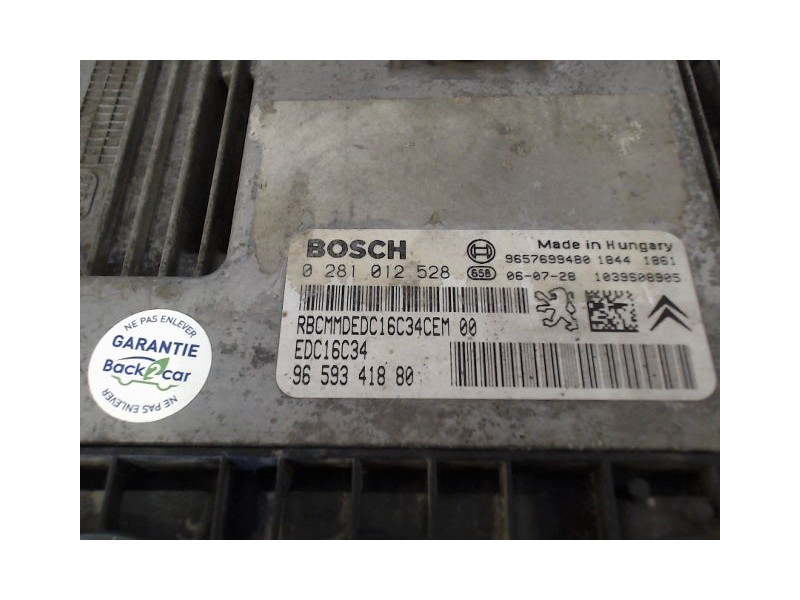 BOSCH
0 281 012 528
658
Made in Hungary
9657699480 1844 1861
06-07-28 1039S08905
RBCMMDEDC16C34CEM 00
EDC16C34
96 593 418 80
NE PAS ENLEVER
GARANTIE
Back2car
NE PAS ENLEVER